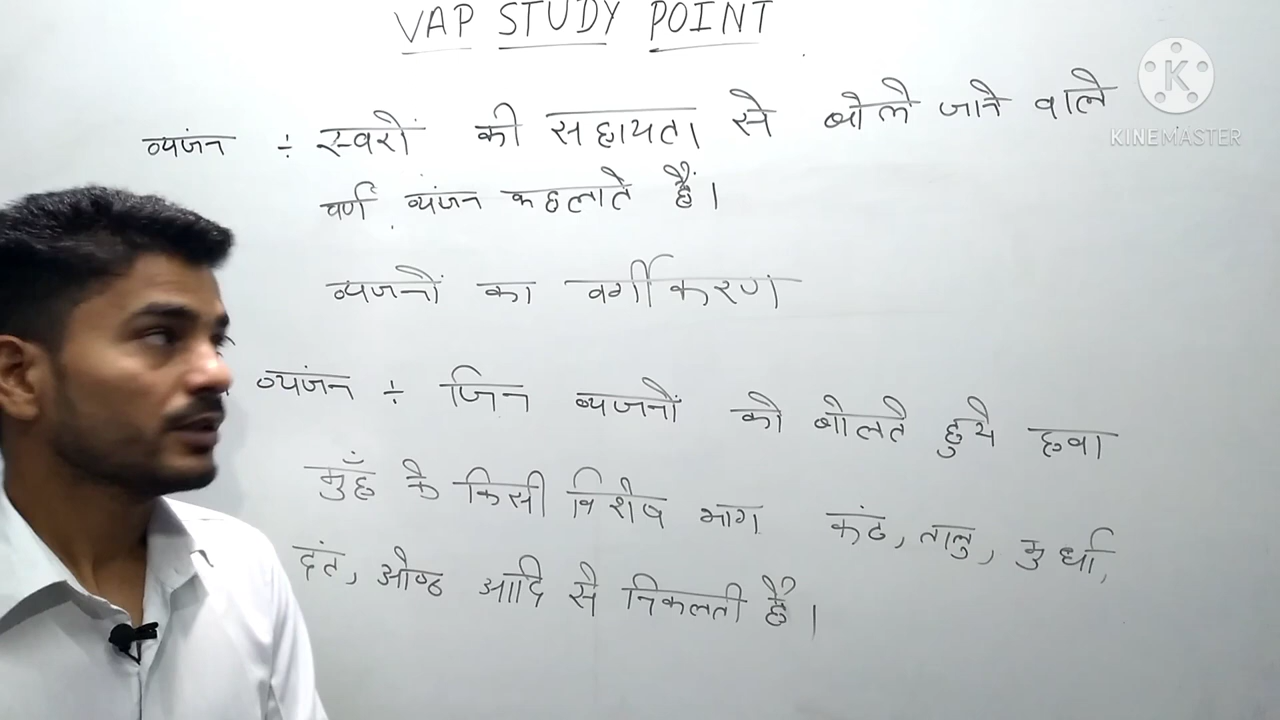 VAP STUDY POINT
व्यंजन ÷ स्वरों की सहायता से बोले जाने वाले
वर्ण व्यंजन कहलाते हैं।
व्यजनों का वर्गीकरण
व्यंजन ÷ जिन व्यजनों को बोलते हुये हवा
मुँह के किसी विशेष भाग कंठ, तालु, मुर्धा,
दंत, ओष्ठ आदि से निकलती हैं।
K
KINEMASTER